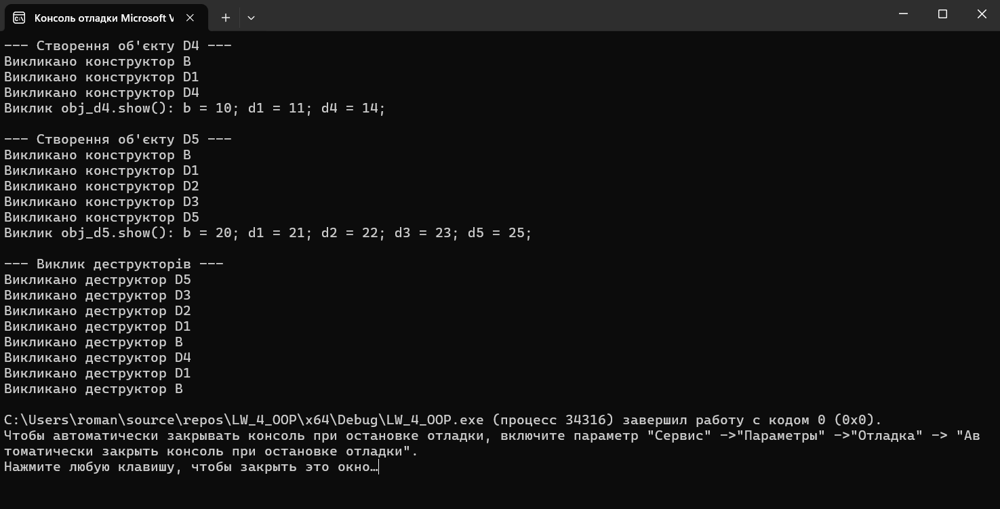 Консоль отладки Microsoft V
--- Створення об'єкту D4 ---
Викликано конструктор B
Викликано конструктор D1
Викликано конструктор D4
Виклик obj_d4.show(): b = 10; d1 = 11; d4 = 14;
--- Створення об'єкту D5 ---
Викликано конструктор B
Викликано конструктор D1
Викликано конструктор D2
Викликано конструктор D3
Викликано конструктор D5
Виклик obj_d5.show(): b = 20; d1 = 21; d2 = 22; d3 = 23; d5 = 25;
--- Виклик деструкторів ---
Викликано деструктор D5
Викликано деструктор D3
Викликано деструктор D2
Викликано деструктор D1
Викликано деструктор B
Викликано деструктор D4
Викликано деструктор D1
Викликано деструктор B
C:\Users\roman\source\repos\LW_4_OOP\x64\Debug\LW_4_OOP.exe (процесс 34316) завершил работу с кодом 0 (0x0).
Чтобы автоматически закрывать консоль при остановке отладки, включите параметр "Сервис" ->"Параметры" ->"Отладка" -> "Ав
томатически закрыть консоль при остановке отладки".
Нажмите любую клавишу, чтобы закрыть это окно…